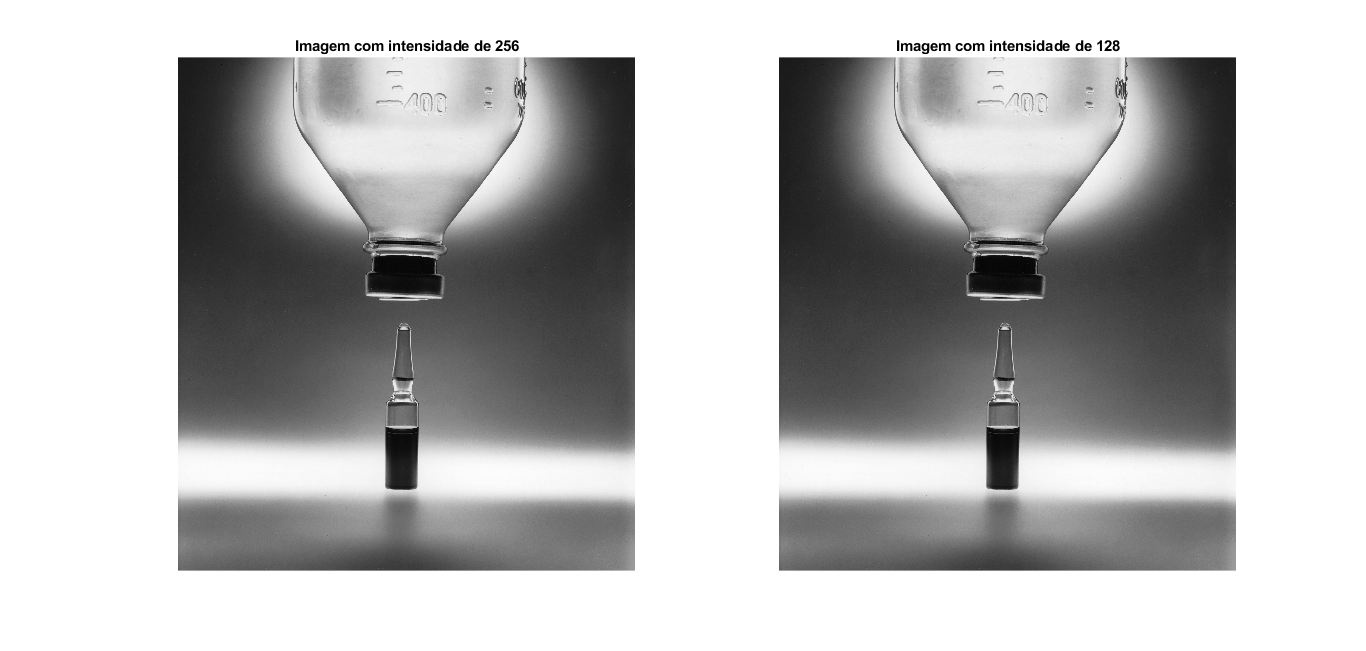 Imagem com intensidade de 256
Imagem com intensidade de 128
400
400